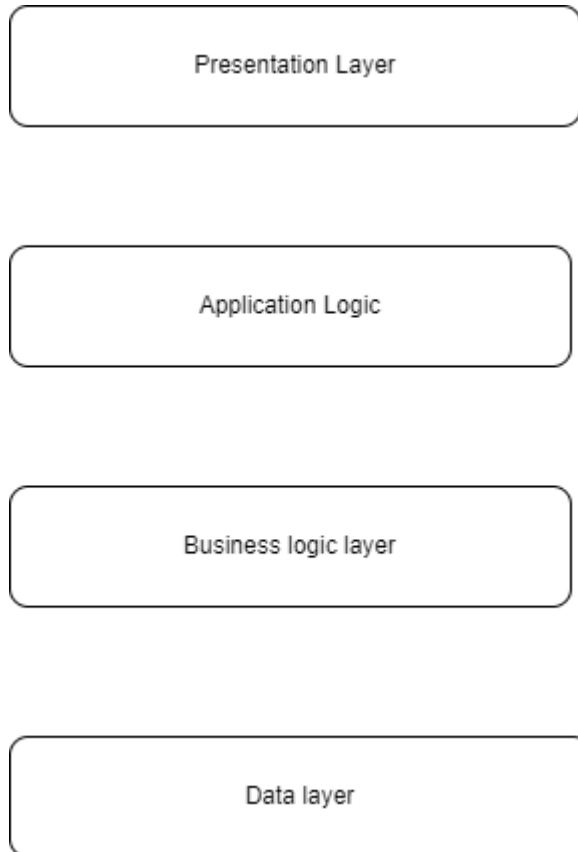 Presentation Layer
Application Logic
Business logic layer
Data layer